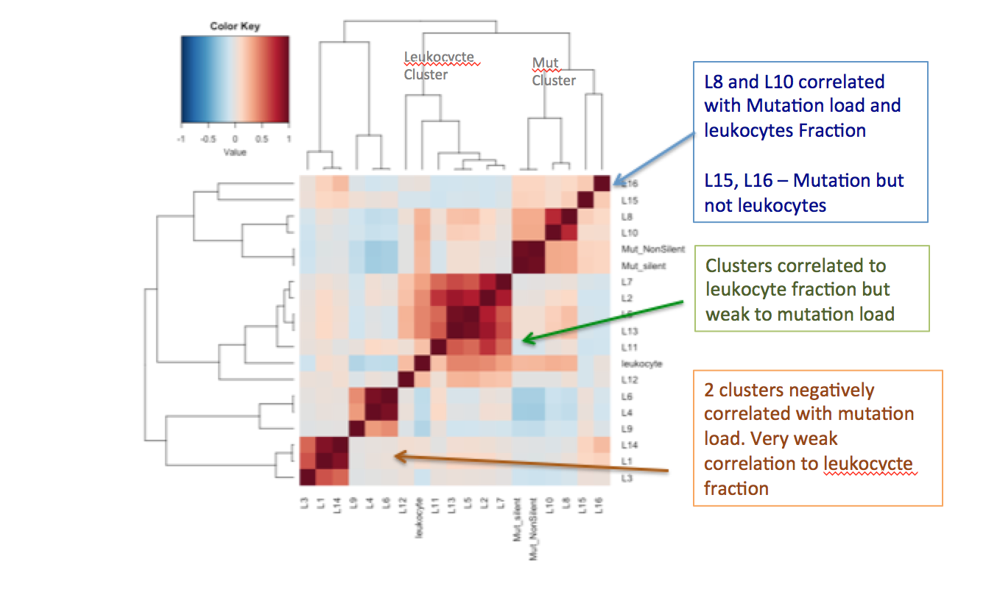 Color Key
-1 -0.5 0 0.5 1
Value
Leukocycte
Cluster
Mut
Cluster
L16
L15
L8
L10
Mut_NonSilent
Mut_silent
L7
L2
L5
L13
L11
leukocyte
L12
L6
L4
L9
L14
L1
L3
L3 L1 L14 L9 L4 L6 L12 leukocyte L11 L13 L5 L2 L7 Mut_silent Mut_NonSilent L10 L8 L15 L16
L8 and L10 correlated
with Mutation load and
leukocytes Fraction
L15, L16 – Mutation but
not leukocytes
Clusters correlated to
leukocyte fraction but
weak to mutation load
2 clusters negatively
correlated with mutation
load. Very weak
correlation to leukocycte
fraction